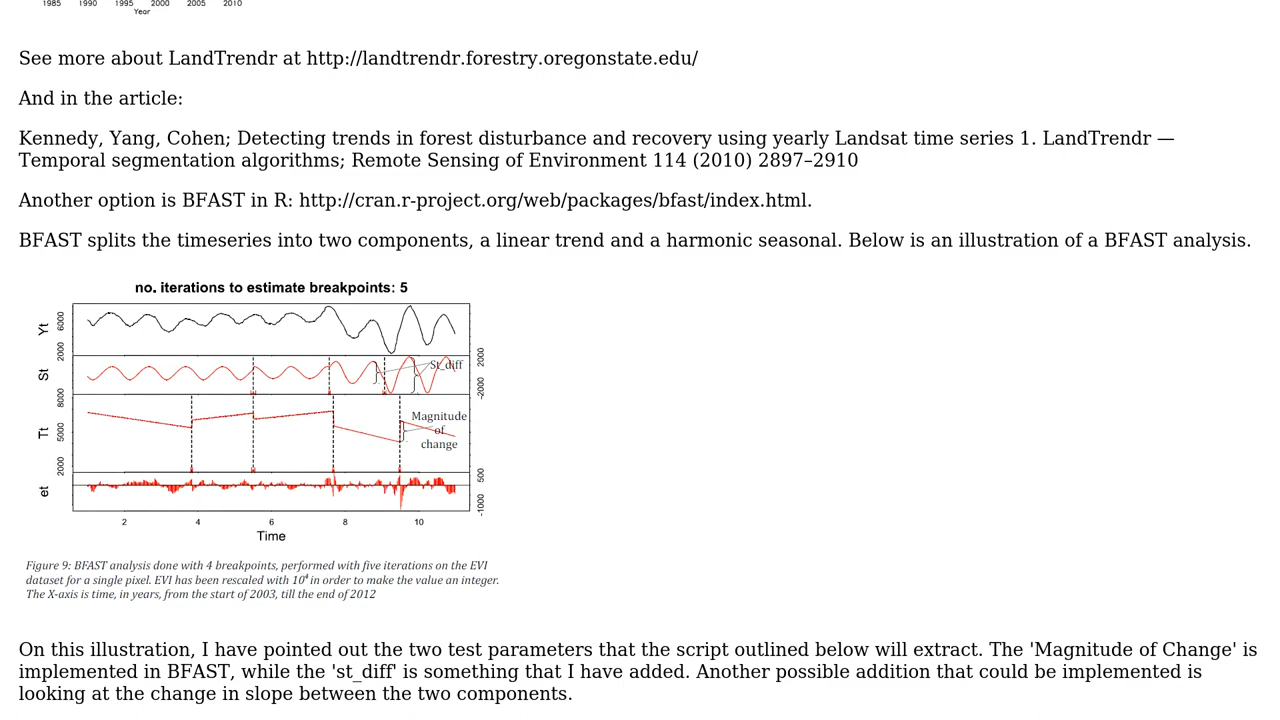 1985 1990 1995 2000 2005 2010
Year
See more about LandTrendr at http://landtrendr.forestry.oregonstate.edu/
And in the article:
Kennedy, Yang, Cohen; Detecting trends in forest disturbance and recovery using yearly Landsat time series 1. LandTrendr —
Temporal segmentation algorithms; Remote Sensing of Environment 114 (2010) 2897–2910
Another option is BFAST in R: http://cran.r-project.org/web/packages/bfast/index.html.
BFAST splits the timeseries into two components, a linear trend and a harmonic seasonal. Below is an illustration of a BFAST analysis.
no. iterations to estimate breakpoints: 5
Yt
6000
2000
St
2000
-2000
St_diff
Tt
8000
5000
2000
Magnitude
of
change
et
500
-1000
2 4 6 8 10
Time
Figure 9: BFAST analysis done with 4 breakpoints, performed with five iterations on the EVI
dataset for a single pixel. EVI has been rescaled with 10⁴ in order to make the value an integer.
The X-axis is time, in years, from the start of 2003, till the end of 2012
On this illustration, I have pointed out the two test parameters that the script outlined below will extract. The 'Magnitude of Change' is
implemented in BFAST, while the 'st_diff' is something that I have added. Another possible addition that could be implemented is
looking at the change in slope between the two components.